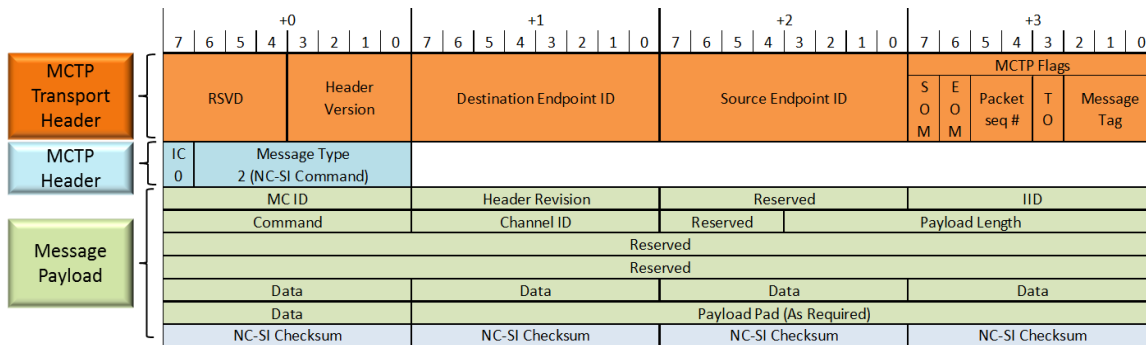 +0 +1 +2 +3
7 6 5 4 3 2 1 0 7 6 5 4 3 2 1 0 7 6 5 4 3 2 1 0 7 6 5 4 3 2 1 0
MCTP
Transport
Header
RSVD
Header
Version
Destination Endpoint ID
Source Endpoint ID
MCTP Flags
S
O
M
E
O
M
Packet
seq #
T
O
Message
Tag
MCTP
Header
IC
0
Message Type
2 (NC-SI Command)
Message
Payload
MC ID Header Revision Reserved IID
Command Channel ID Reserved Payload Length
Reserved
Reserved
Data Data Data Data
Data Payload Pad (As Required)
NC-SI Checksum NC-SI Checksum NC-SI Checksum NC-SI Checksum